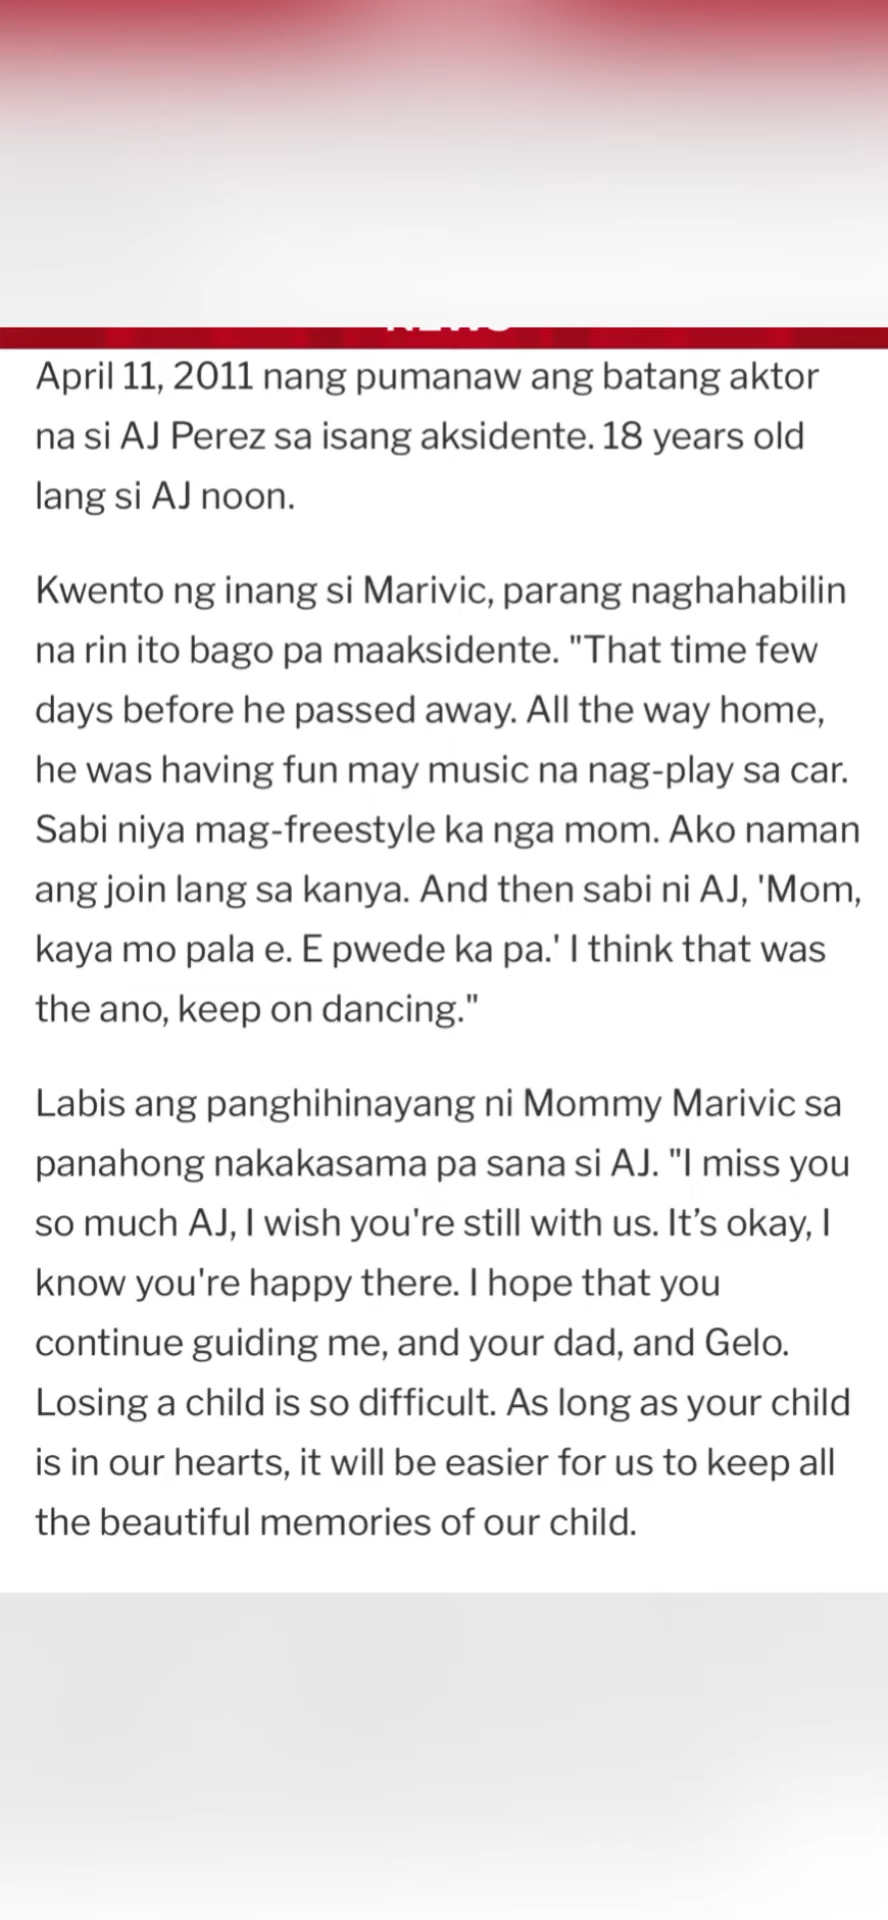 April 11, 2011 nang pumanaw ang batang aktor
na si AJ Perez sa isang aksidente. 18 years old
lang si AJ noon.
Kwento ng inang si Marivic, parang naghahabilin
na rin ito bago pa maaksidente. "That time few
days before he passed away. All the way home,
he was having fun may music na nag-play sa car.
Sabi niya mag-freestyle ka nga mom. Ako naman
ang join lang sa kanya. And then sabi ni AJ, 'Mom,
kaya mo pala e. E pwede ka pa.' I think that was
the ano, keep on dancing."
Labis ang panghihinayang ni Mommy Marivic sa
panahong nakakasama pa sana si AJ. "I miss you
so much AJ, I wish you're still with us. It’s okay, I
know you're happy there. I hope that you
continue guiding me, and your dad, and Gelo.
Losing a child is so difficult. As long as your child
is in our hearts, it will be easier for us to keep all
the beautiful memories of our child.